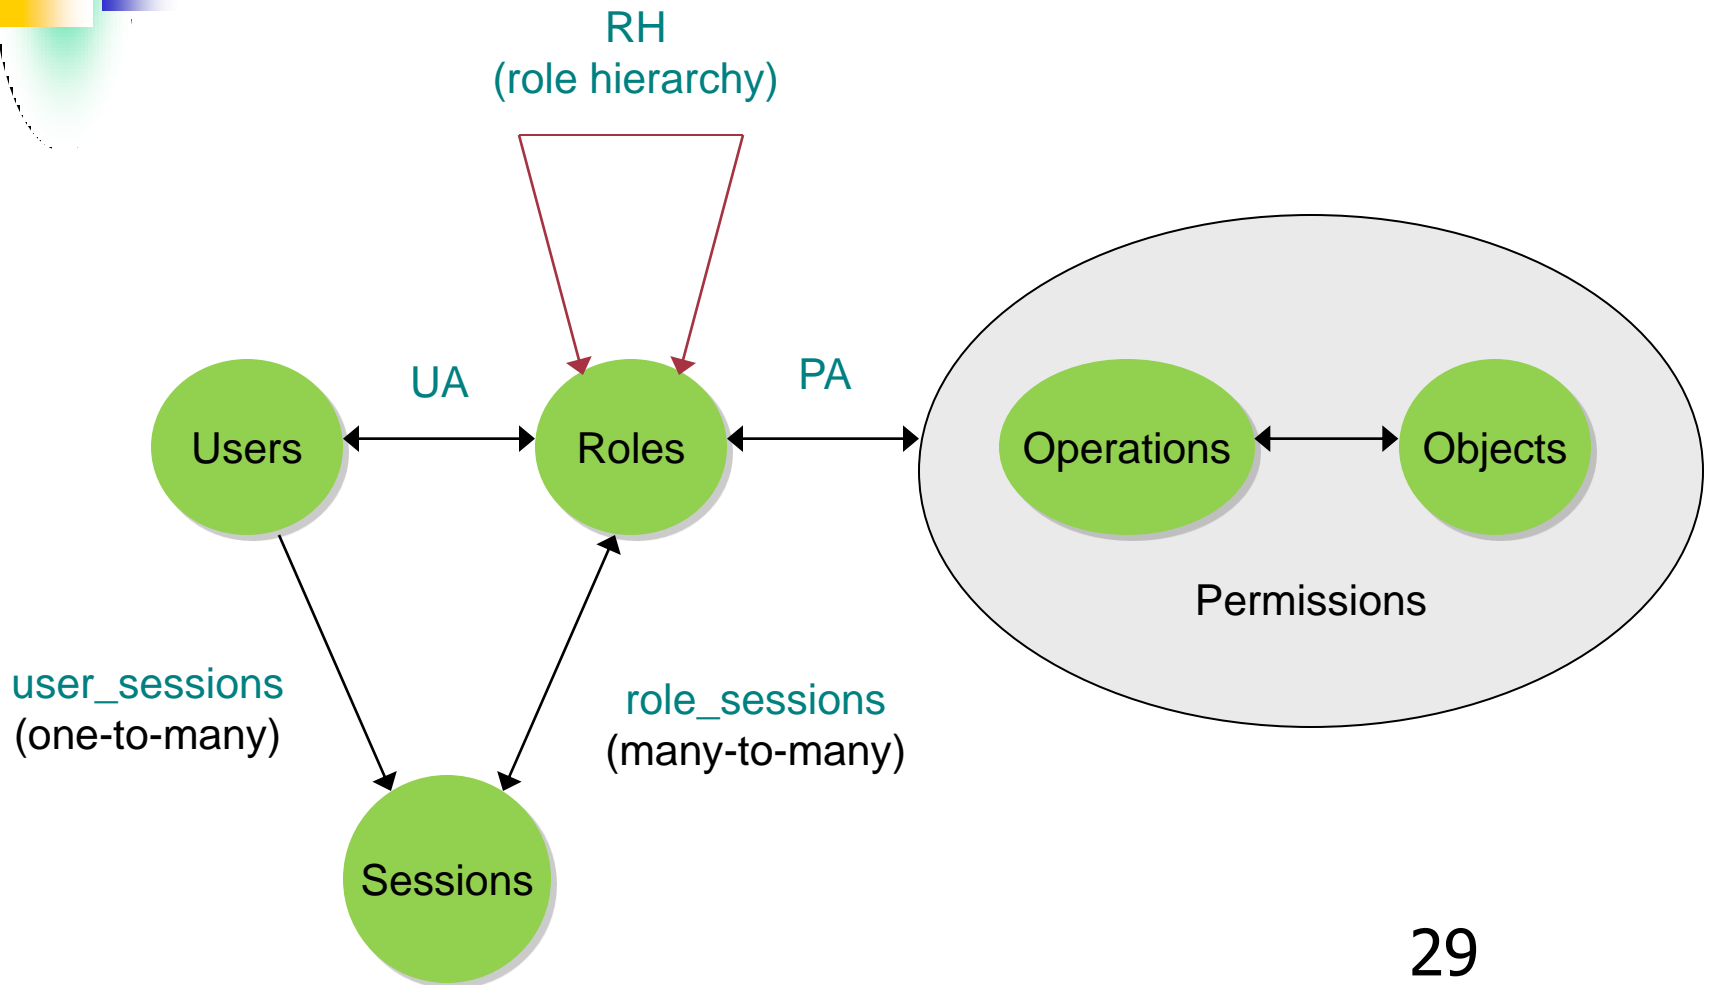 RH
(role hierarchy)
UA
PA
Users
Roles
Operations
Objects
Permissions
user_sessions
(one-to-many)
role_sessions
(many-to-many)
Sessions
29